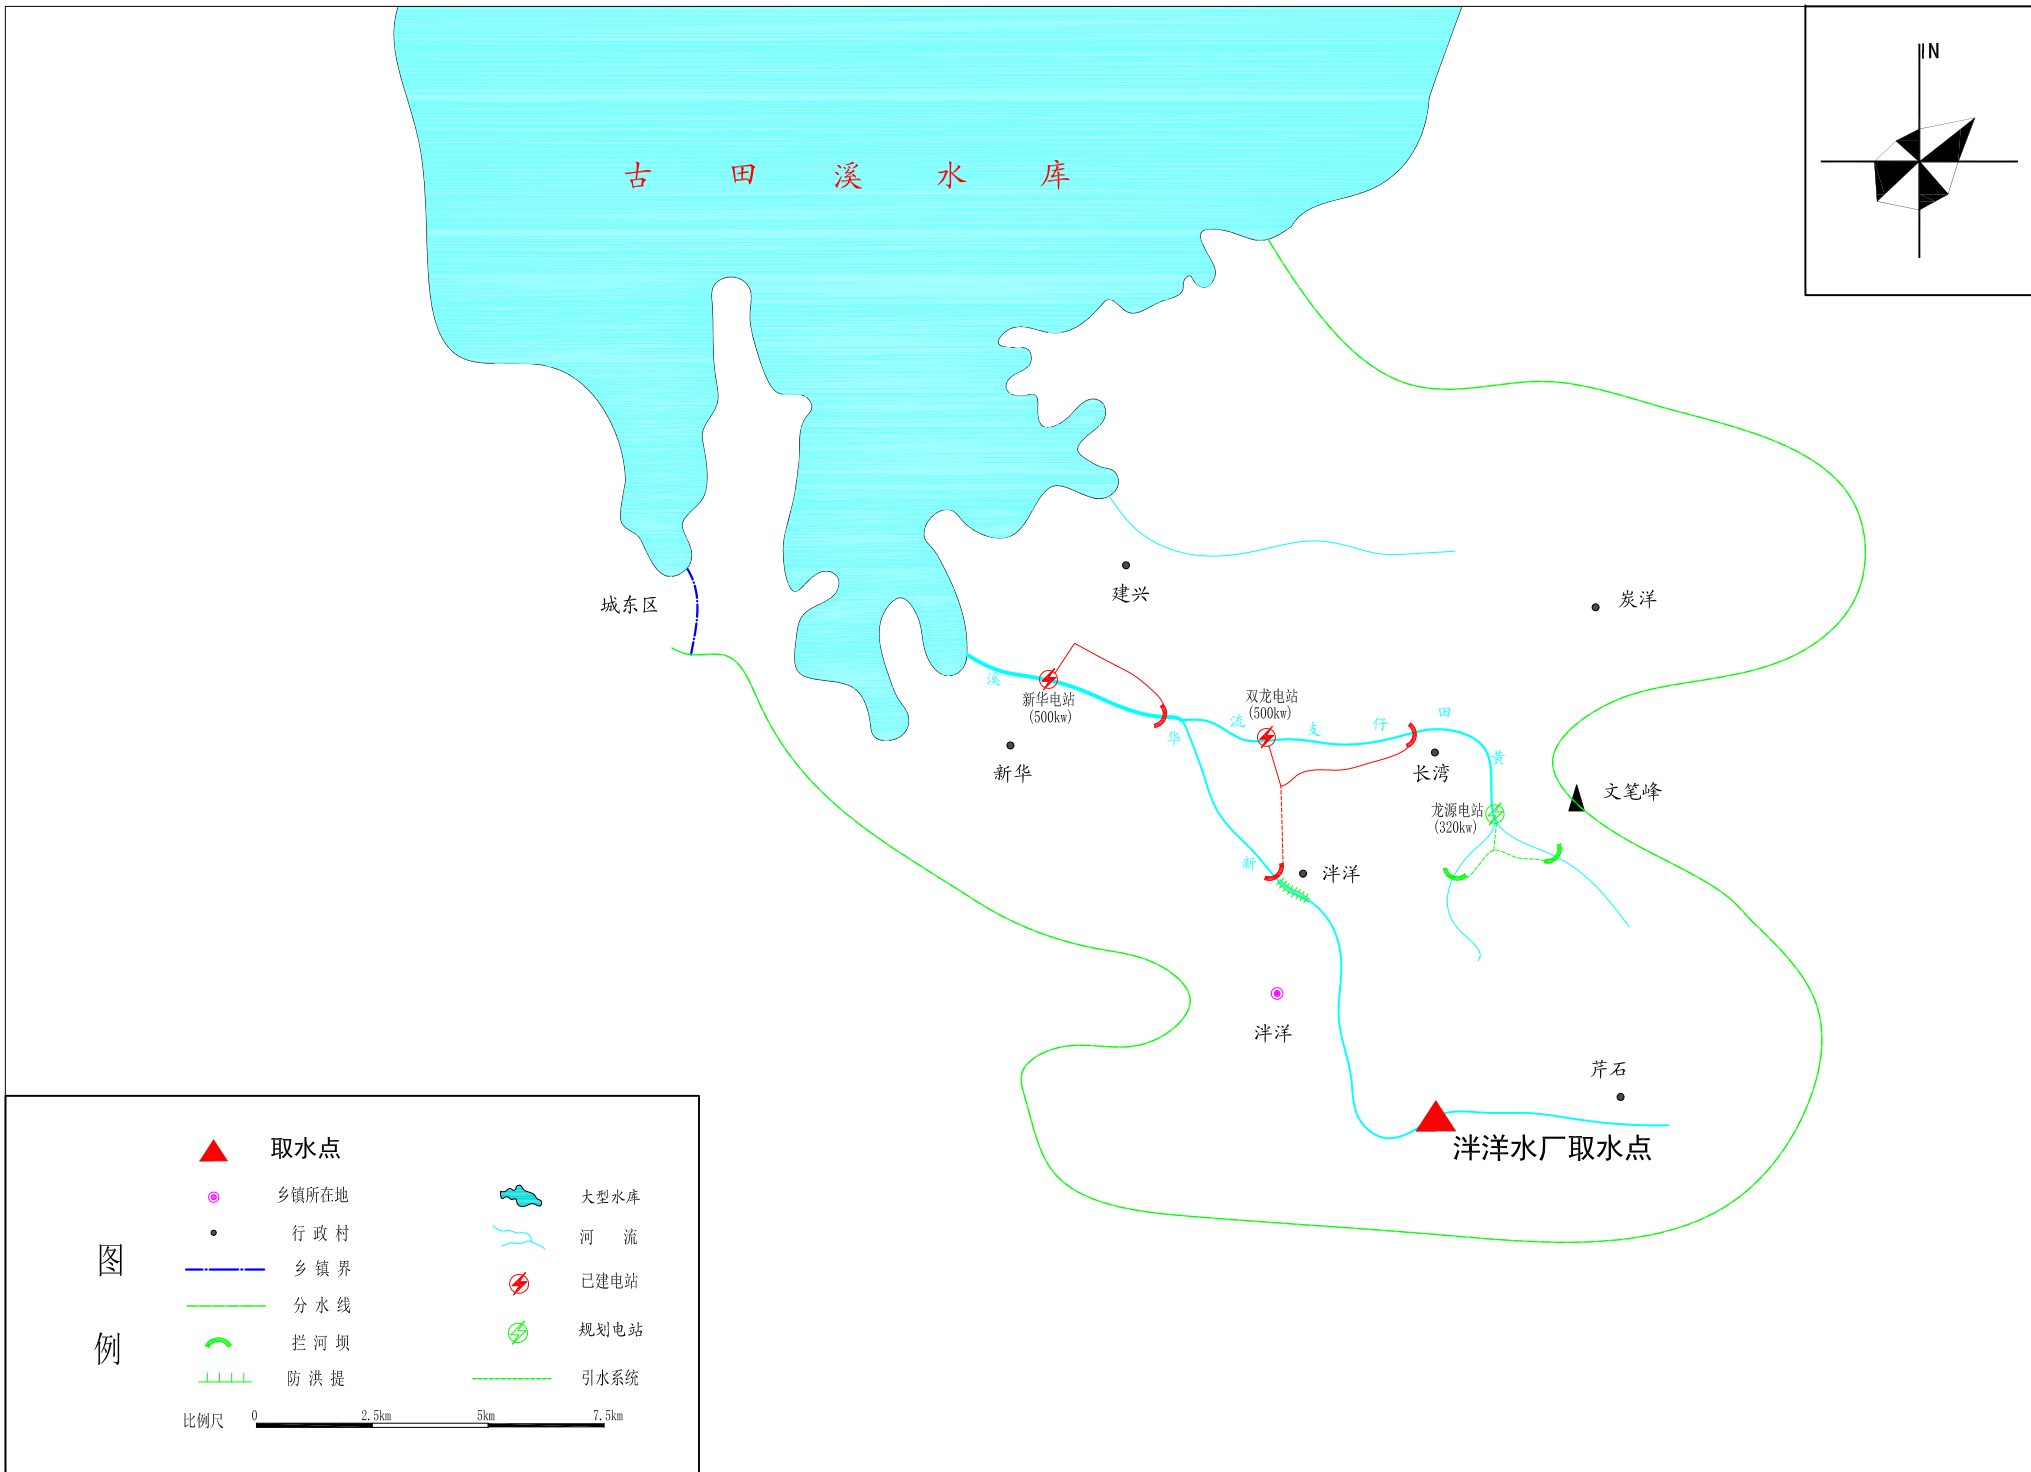 N
古田溪水库
城东区
建兴
炭洋
溪
新华电站
(500kw)
双龙电站
(500kw)
华
流
支
仔
田
黄
新华
长湾
文笔峰
龙源电站
(320kw)
新
泮洋
泮洋
芹石
泮洋水厂取水点
图例
取水点
乡镇所在地
行政村
乡镇界
分水线
拦河坝
防洪提
大型水库
河流
已建电站
规划电站
引水系统
比例尺
0 2.5km 5km 7.5km